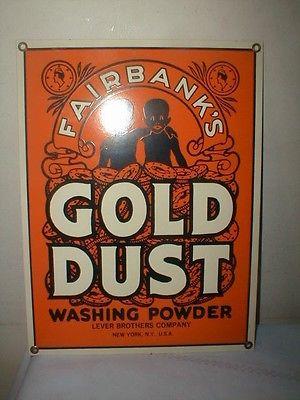 FAIRBANK'S
GOLD
DUST
WASHING POWDER
LEVER BROTHERS COMPANY
NEW YORK, N.Y. U.S.A.